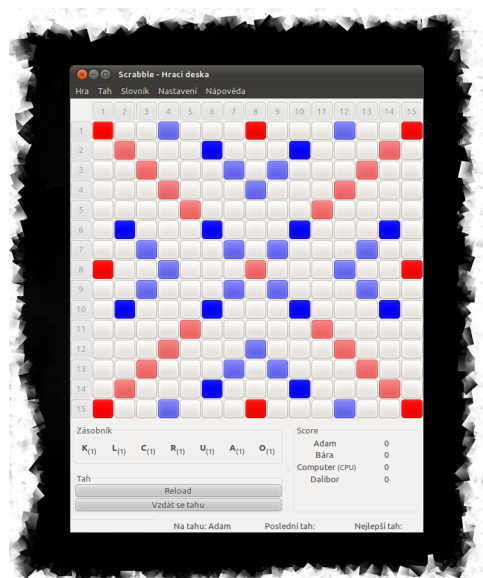 Scrabble - Hrací deska
Hra Tah Slovník Nastavení Nápověda
1 2 3 4 5 6 7 8 9 10 11 12 13 14 15
1
2
3
4
5
6
7
8
9
10
11
12
13
14
15
Zásobník
K(1) L(1) C(1) R(1) U(1) A(1) O(1)
Tah
Reload
Vzdát se tahu
Score
Adam 0
Bára 0
Computer (CPU) 0
Dalibor 0
Na tahu: Adam Poslední tah: Nejlepší tah: